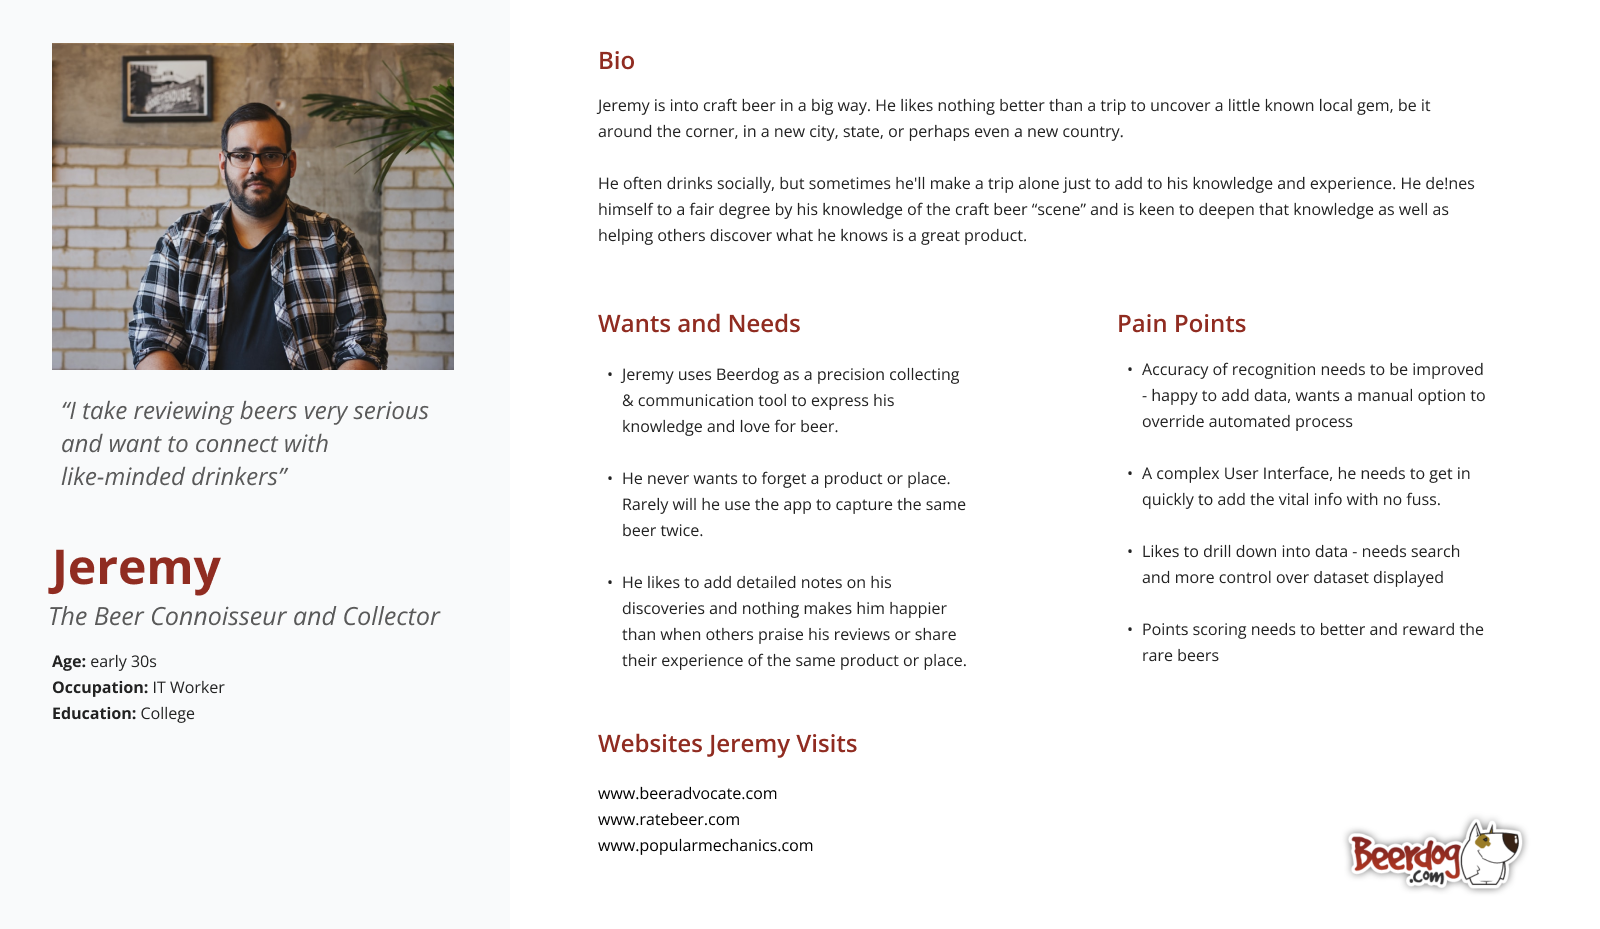 “I take reviewing beers very serious
and want to connect with
like-minded drinkers”
Jeremy
The Beer Connoisseur and Collector
Age: early 30s
Occupation: IT Worker
Education: College
Bio
Jeremy is into craft beer in a big way. He likes nothing better than a trip to uncover a little known local gem, be it
around the corner, in a new city, state, or perhaps even a new country.
He often drinks socially, but sometimes he'll make a trip alone just to add to his knowledge and experience. He de!nes
himself to a fair degree by his knowledge of the craft beer “scene” and is keen to deepen that knowledge as well as
helping others discover what he knows is a great product.
Wants and Needs
• Jeremy uses Beerdog as a precision collecting
& communication tool to express his
knowledge and love for beer.
• He never wants to forget a product or place.
Rarely will he use the app to capture the same
beer twice.
• He likes to add detailed notes on his
discoveries and nothing makes him happier
than when others praise his reviews or share
their experience of the same product or place.
Pain Points
• Accuracy of recognition needs to be improved
- happy to add data, wants a manual option to
override automated process
• A complex User Interface, he needs to get in
quickly to add the vital info with no fuss.
• Likes to drill down into data - needs search
and more control over dataset displayed
• Points scoring needs to better and reward the
rare beers
Websites Jeremy Visits
www.beeradvocate.com
www.ratebeer.com
www.popularmechanics.com
Beerdog
.com